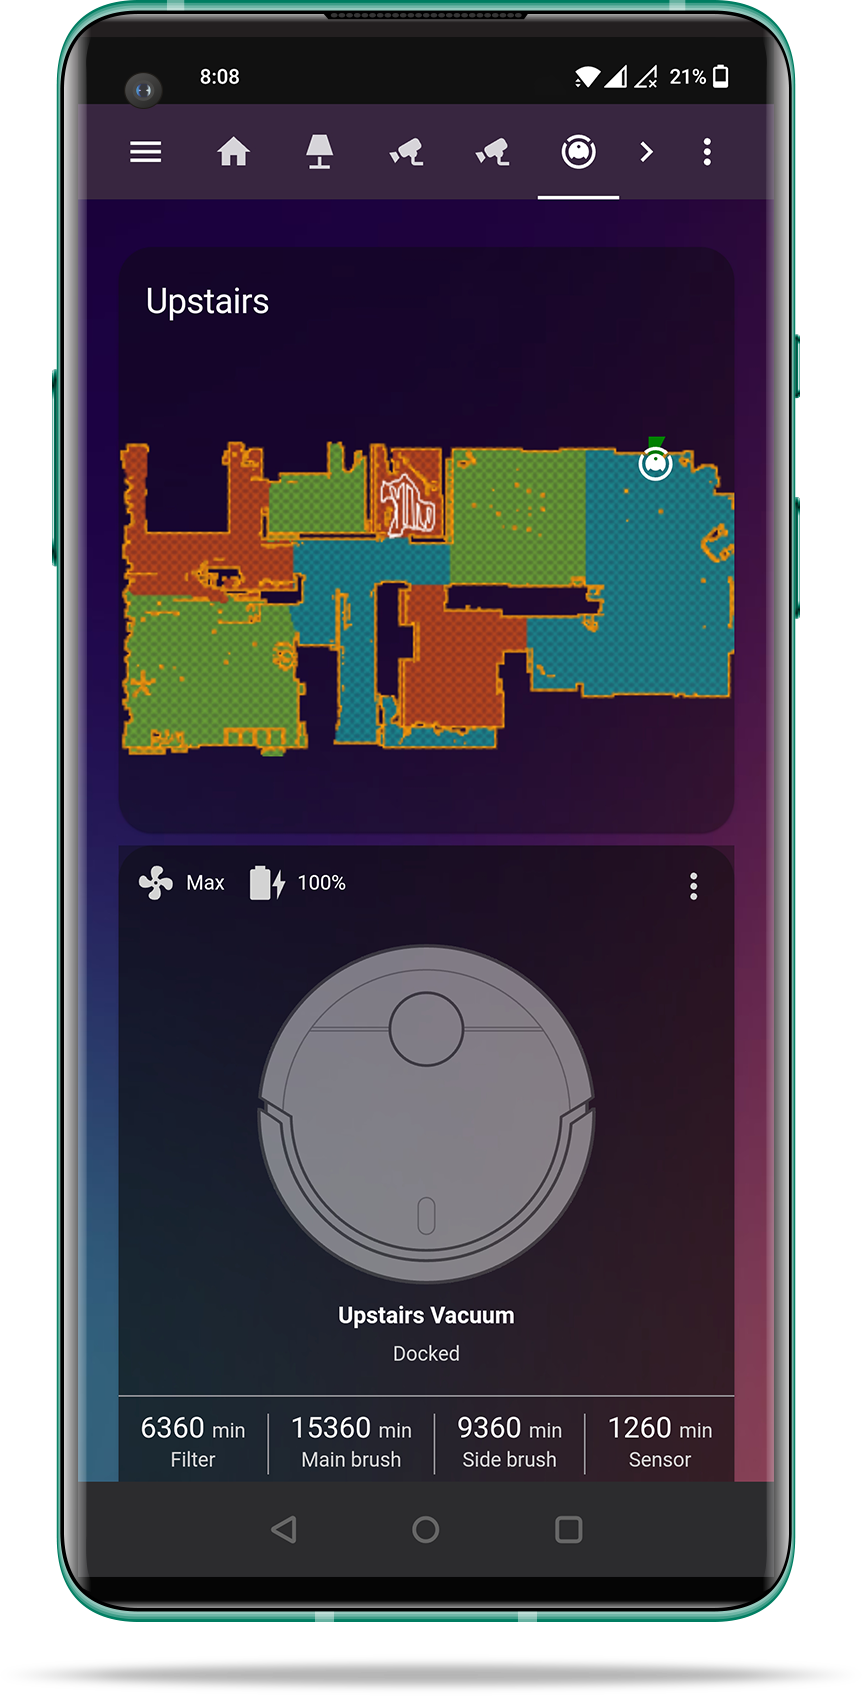 8:08 21%
Upstairs
Max 100%
Upstairs Vacuum
Docked
6360 min 15360 min 9360 min 1260 min
Filter Main brush Side brush Sensor